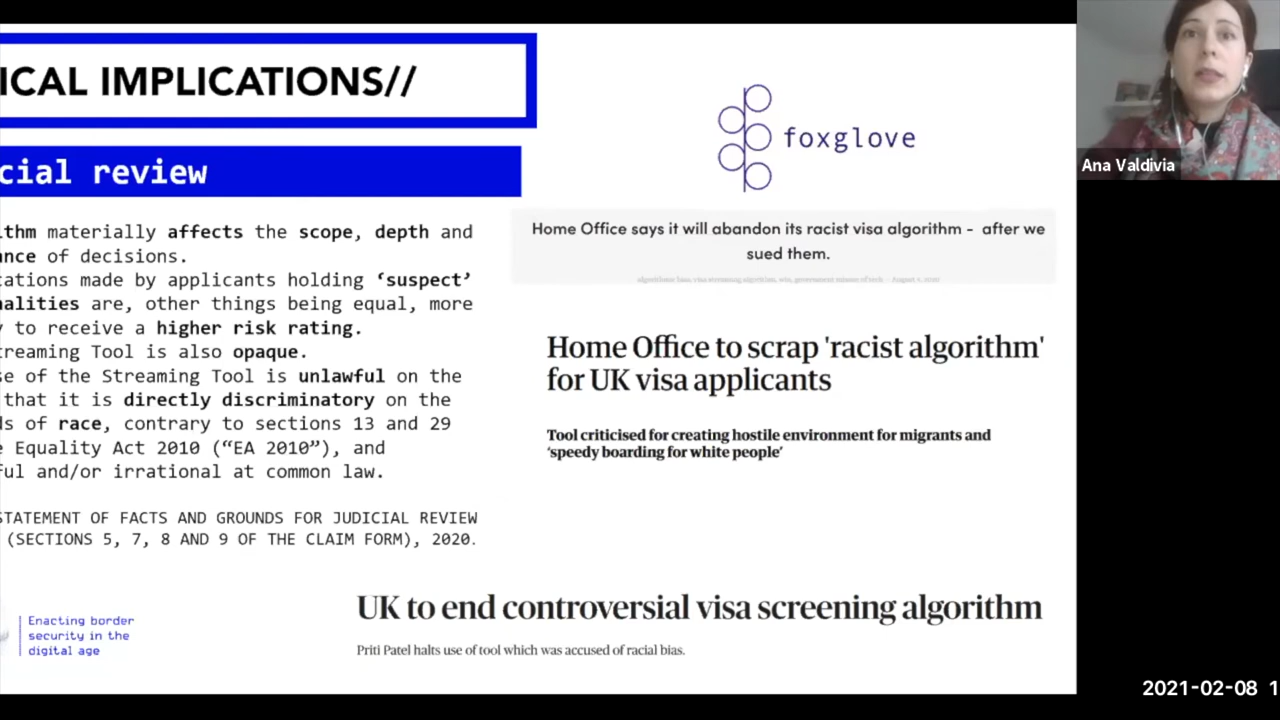 ICAL IMPLICATIONS//
cial review
ithm materially affects the scope, depth and
ance of decisions.
cations made by applicants holding ‘suspect’
nalities are, other things being equal, more
y to receive a higher risk rating.
treaming Tool is also opaque.
se of the Streaming Tool is unlawful on the
that it is directly discriminatory on the
ds of race, contrary to sections 13 and 29
e Equality Act 2010 (“EA 2010”), and
ful and/or irrational at common law.
STATEMENT OF FACTS AND GROUNDS FOR JUDICIAL REVIEW
(SECTIONS 5, 7, 8 AND 9 OF THE CLAIM FORM), 2020.
Enacting border
security in the
digital age
foxglove
Home Office says it will abandon its racist visa algorithm - after we
sued them.
Home Office to scrap 'racist algorithm'
for UK visa applicants
Tool criticised for creating hostile environment for migrants and
‘speedy boarding for white people’
UK to end controversial visa screening algorithm
Priti Patel halts use of tool which was accused of racial bias.
Ana Valdivia
2021-02-08 1